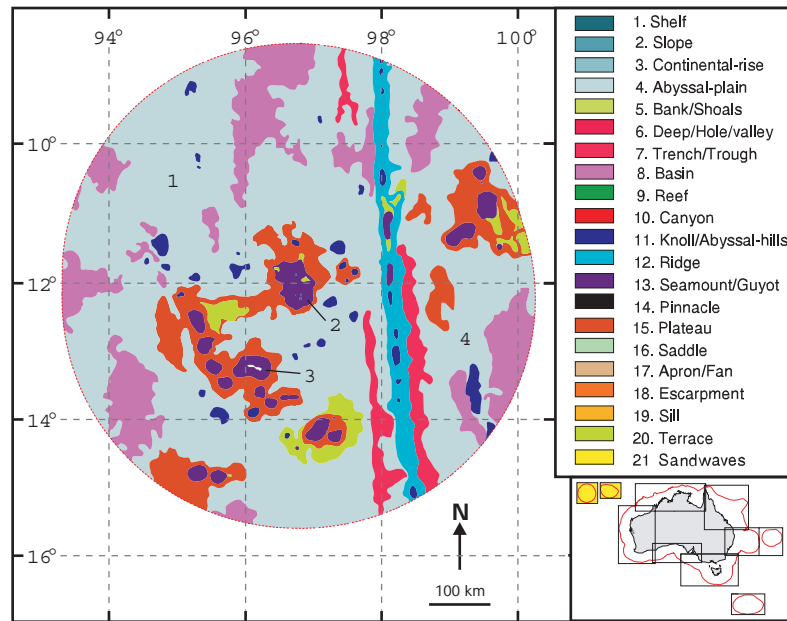 94° 96° 98° 100°
10°
12°
14°
16°
1
2
3
4
N
100 km
1. Shelf
2. Slope
3. Continental-rise
4. Abyssal-plain
5. Bank/Shoals
6. Deep/Hole/valley
7. Trench/Trough
8. Basin
9. Reef
10. Canyon
11. Knoll/Abyssal-hills
12. Ridge
13. Seamount/Guyot
14. Pinnacle
15. Plateau
16. Saddle
17. Apron/Fan
18. Escarpment
19. Sill
20. Terrace
21 Sandwaves